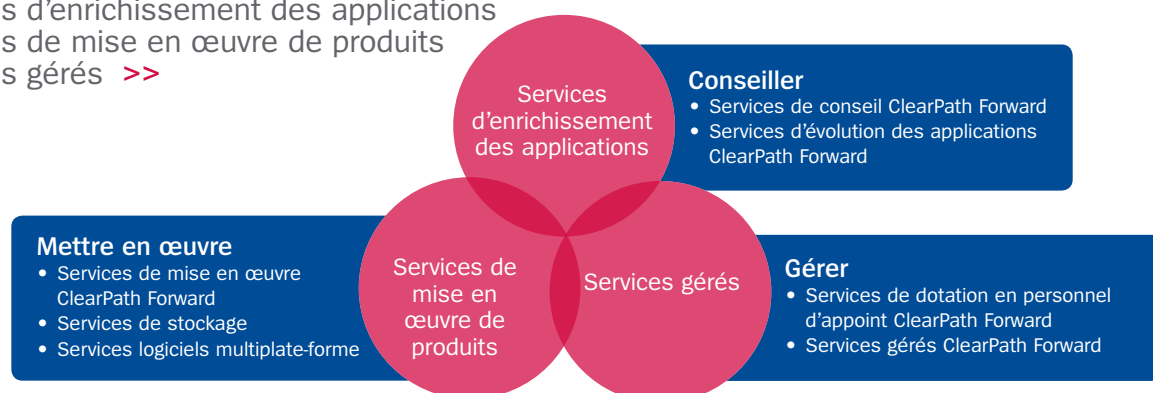 s d'enrichissement des applications
s de mise en œuvre de produits
s gérés >>
Services
d'enrichissement
des applications
Conseiller
• Services de conseil ClearPath Forward
• Services d'évolution des applications
ClearPath Forward
Mettre en œuvre
• Services de mise en œuvre
ClearPath Forward
• Services de stockage
• Services logiciels multiplate-forme
Services de
mise en
œuvre de
produits
Services gérés
Gérer
• Services de dotation en personnel
d'appoint ClearPath Forward
• Services gérés ClearPath Forward